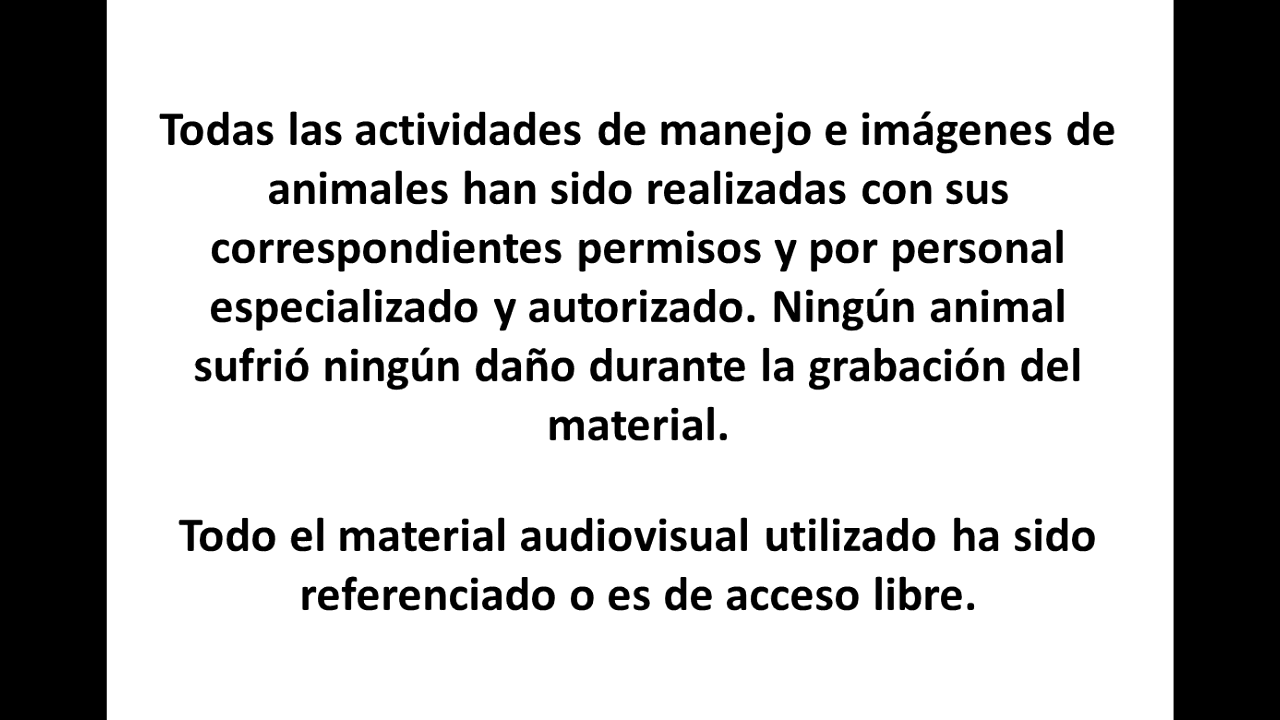 Todas las actividades de manejo e imágenes de
animales han sido realizadas con sus
correspondientes permisos y por personal
especializado y autorizado. Ningún animal
sufrió ningún daño durante la grabación del
material.
Todo el material audiovisual utilizado ha sido
referenciado o es de acceso libre.